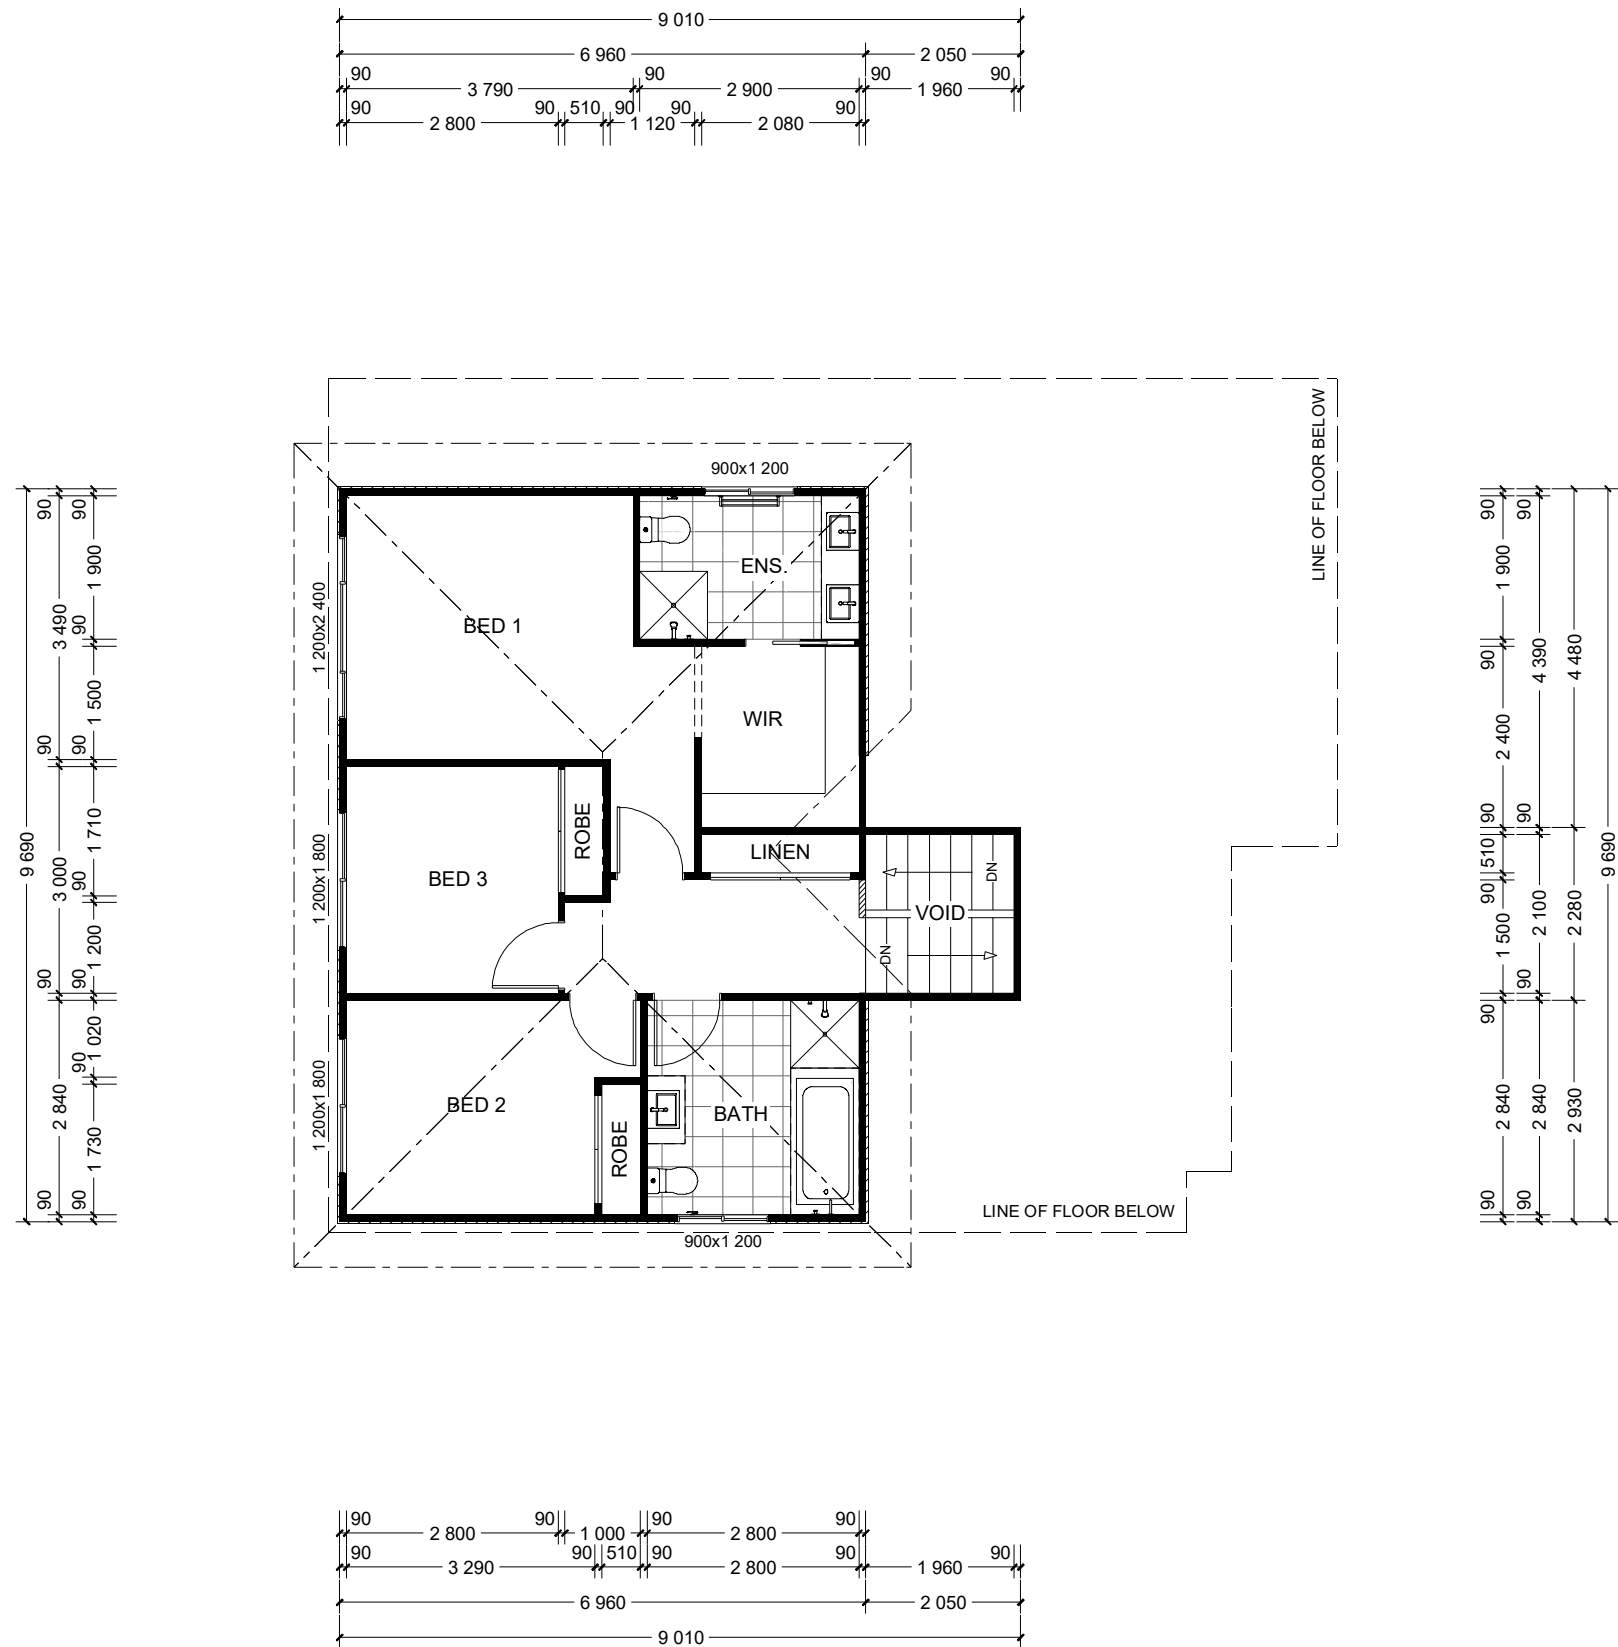 9 010
6 960 2 050
90 90 90 90
3 790 2 900 1 960
90 90 510 90 90 90
2 800 1 120 2 080
LINE OF FLOOR BELOW
900x1 200
ENS.
1 200x2 400
BED 1
WIR
ROBE
LINEN
1 200x1 800
BED 3
DN
VOID
DN
1 200x1 800
BED 2
BATH
ROBE
LINE OF FLOOR BELOW
900x1 200
9 690
90 3 490 90 3 000 90 2 840 90
90 1 900 90 1 500 90 1 710 90 1 200 90 1 020 90 1 730 90
90 1 900 90 2 400 90 510 90 1 500 90 2 840 90
90 4 390 90 2 100 90 2 840 90
4 480 2 280 2 930
9 690
90 90 90 90
2 800 1 000 2 800
90 90 510 90 90 90
3 290 2 800 1 960
6 960 2 050
9 010